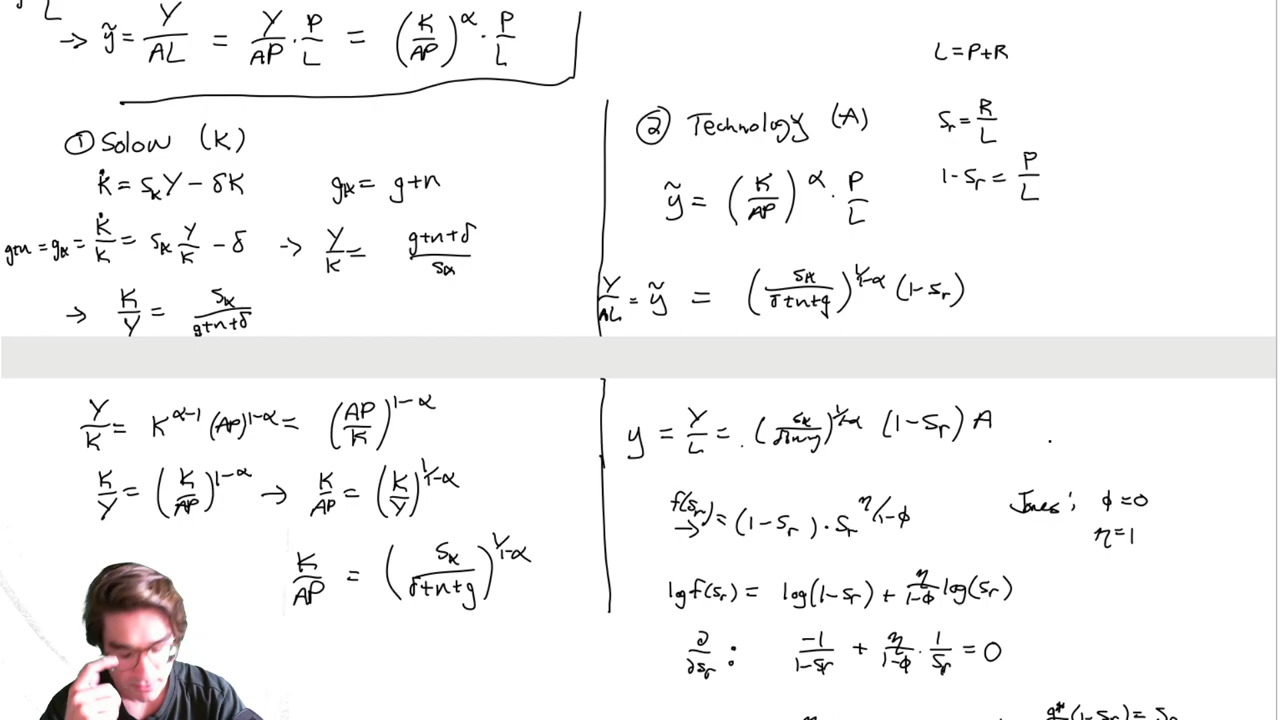 → ỹ = Y/AL = Y/AP · P/L = (K/AP)^α · P/L
① Solow (K)
K̇ = s_K Y − δK    g_K = g+n
g+n = g_K = K̇/K = s_K Y/K − δ → Y/K = (g+n+δ)/s_K
→ K/Y = s_K/(g+n+δ)
Y/K = K^(α−1) (AP)^(1−α) = (AP/K)^(1−α)
K/Y = (K/AP)^(1−α) → K/AP = (K/Y)^(1/1−α)
K/AP = (s_K/(δ+n+g))^(1/1−α)
L = P+R
② Technology (A)
s_r = R/L
1−s_r = P/L
ỹ = (K/AP)^α · P/L
Y/AL = ỹ = (s_K/(δ+n+g))^(1/1−α) (1−s_r)
y = Y/L = (s_K/(δ+n+g))^(1/1−α) (1−s_r) A
→ f(s_r) = (1−s_r) · s_r^(η/1−φ)
Jones: φ=0
η=1
log f(s_r) = log(1−s_r) + η/(1−φ) log(s_r)
∂/∂s_r : −1/(1−s_r) + η/(1−φ) · 1/s_r = 0